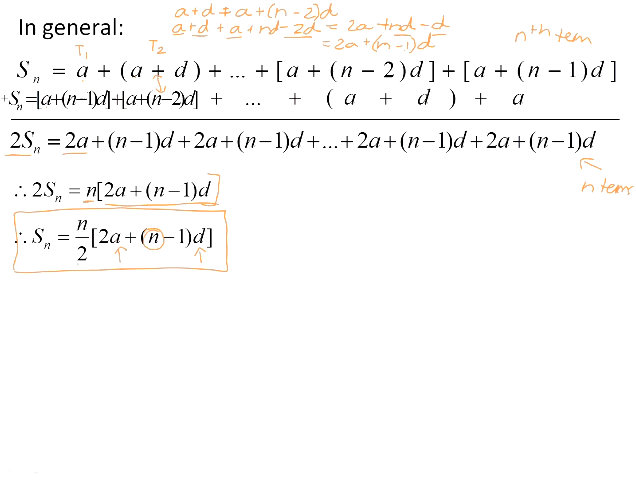 In general:
a + d + a + (n - 2)d
a + d + a + nd - 2d = 2a + nd - d
= 2a + (n - 1)d
nth term
T1 T2
Sn = a + (a + d) + ... + [a + (n - 2)d] + [a + (n - 1)d]
+Sn = [a+(n-1)d]+[a+(n-2)d] + ... + (a + d) + a
2Sn = 2a + (n-1)d + 2a + (n-1)d + ... + 2a + (n-1)d + 2a + (n-1)d
n term
∴ 2Sn = n[2a + (n-1)d]
∴ Sn = n/2[2a + (n-1)d]